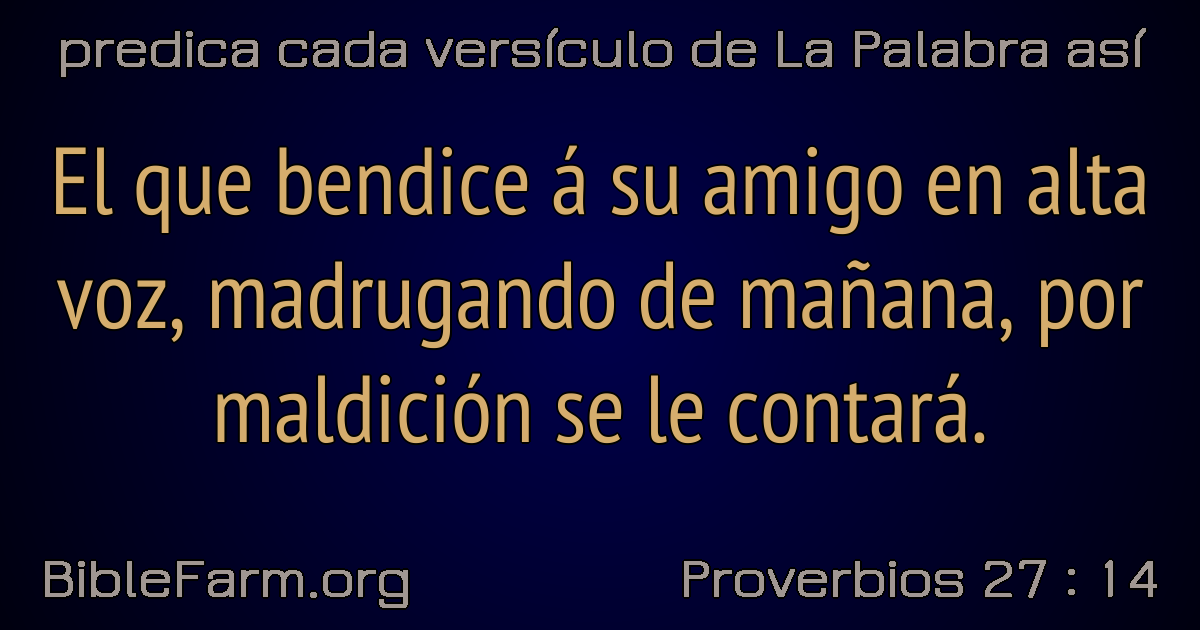 predica cada versículo de La Palabra así
El que bendice á su amigo en alta
voz, madrugando de mañana, por
maldición se le contará.
BibleFarm.org
Proverbios 27 : 14